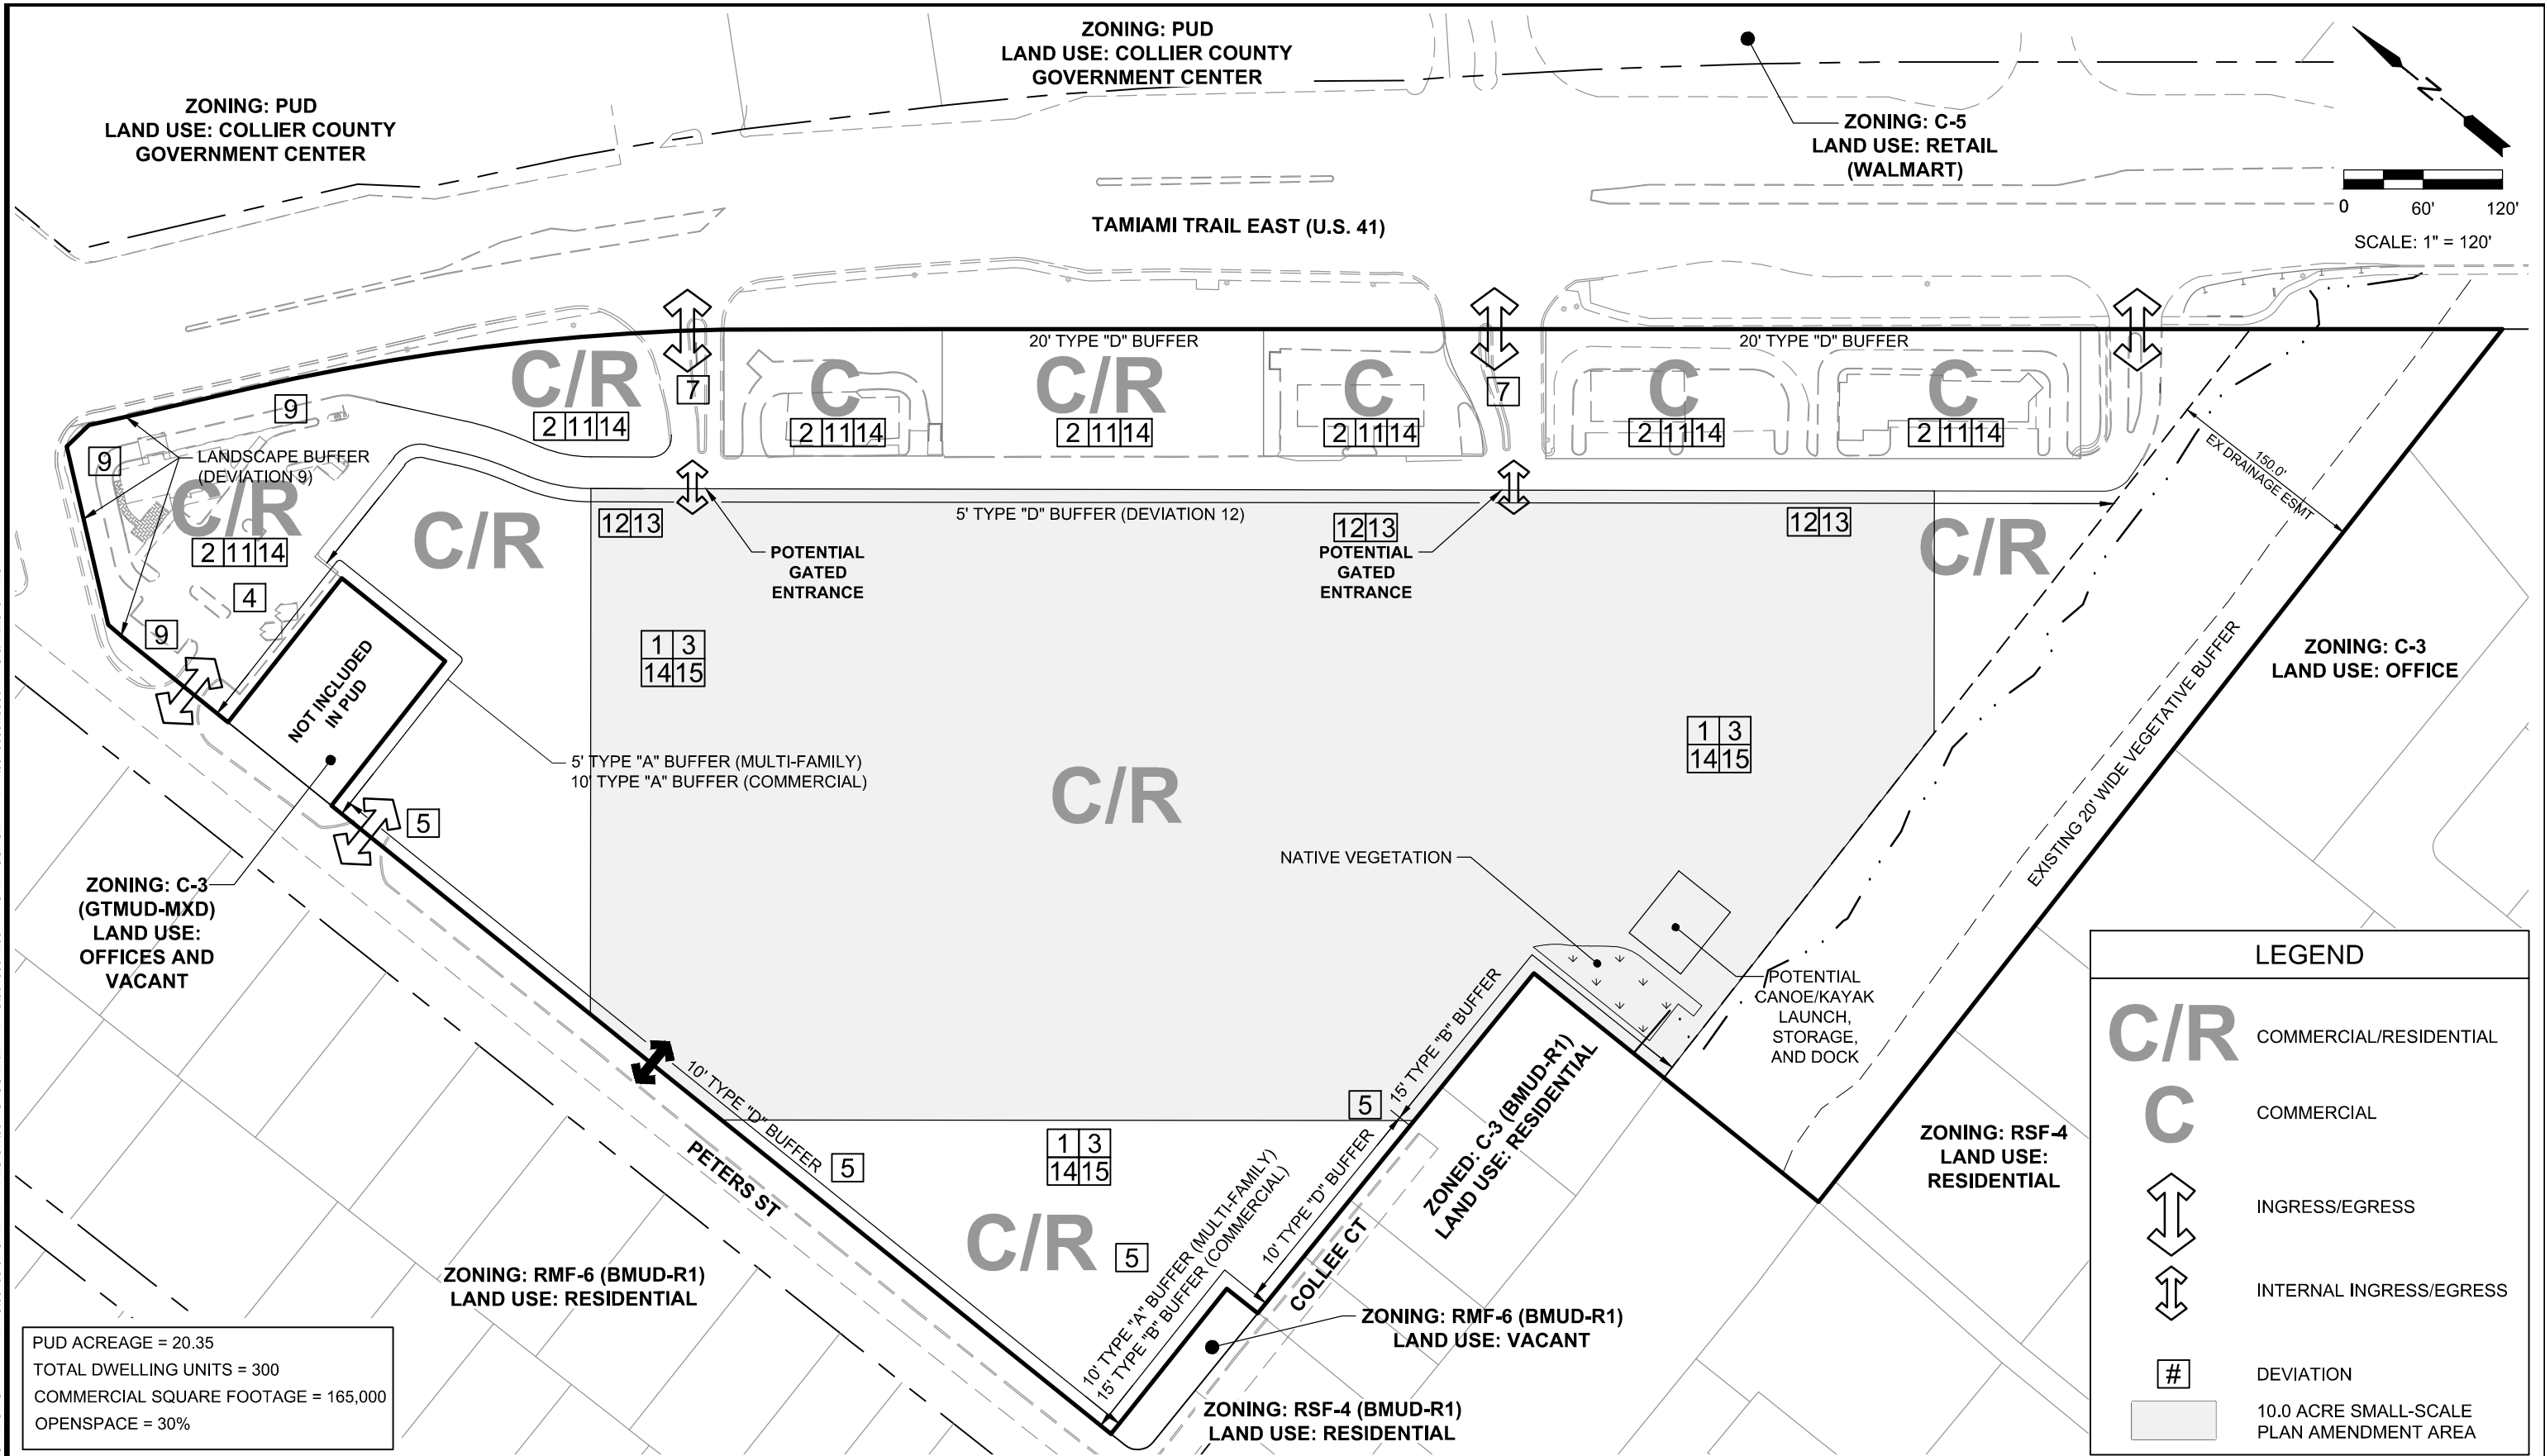 ZONING: PUD
LAND USE: COLLIER COUNTY
GOVERNMENT CENTER
ZONING: PUD
LAND USE: COLLIER COUNTY
GOVERNMENT CENTER
ZONING: C-5
LAND USE: RETAIL
(WALMART)
N
0 60' 120'
SCALE: 1" = 120'
TAMIAMI TRAIL EAST (U.S. 41)
20' TYPE "D" BUFFER
20' TYPE "D" BUFFER
C/R
2 11 14
7
C
2 11 14
C/R
2 11 14
C
2 11 14
7
C
2 11 14
C
2 11 14
9
9
LANDSCAPE BUFFER
(DEVIATION 9)
C/R
2 11 14
4
9
C/R
12 13
5' TYPE "D" BUFFER (DEVIATION 12)
12 13
12 13
C/R
POTENTIAL
GATED
ENTRANCE
POTENTIAL
GATED
ENTRANCE
150.0'
EX DRAINAGE ESMT
EXISTING 20' WIDE VEGETATIVE BUFFER
ZONING: C-3
LAND USE: OFFICE
NOT INCLUDED
IN PUD
1 3
14 15
1 3
14 15
5' TYPE "A" BUFFER (MULTI-FAMILY)
10' TYPE "A" BUFFER (COMMERCIAL)
C/R
5
NATIVE VEGETATION
ZONING: C-3
(GTMUD-MXD)
LAND USE:
OFFICES AND
VACANT
POTENTIAL
CANOE/KAYAK
LAUNCH,
STORAGE,
AND DOCK
10' TYPE "D" BUFFER
5
PETERS ST
1 3
14 15
C/R
5
5
15' TYPE "B" BUFFER
10' TYPE "D" BUFFER
10' TYPE "A" BUFFER (MULTI-FAMILY)
15' TYPE "B" BUFFER (COMMERCIAL)
COLLEE CT
ZONED: C-3 (BMUD-R1)
LAND USE: RESIDENTIAL
ZONING: RSF-4
LAND USE:
RESIDENTIAL
ZONING: RMF-6 (BMUD-R1)
LAND USE: RESIDENTIAL
ZONING: RMF-6 (BMUD-R1)
LAND USE: VACANT
ZONING: RSF-4 (BMUD-R1)
LAND USE: RESIDENTIAL
PUD ACREAGE = 20.35
TOTAL DWELLING UNITS = 300
COMMERCIAL SQUARE FOOTAGE = 165,000
OPENSPACE = 30%
LEGEND
C/R COMMERCIAL/RESIDENTIAL
C COMMERCIAL
INGRESS/EGRESS
INTERNAL INGRESS/EGRESS
# DEVIATION
10.0 ACRE SMALL-SCALE
PLAN AMENDMENT AREA